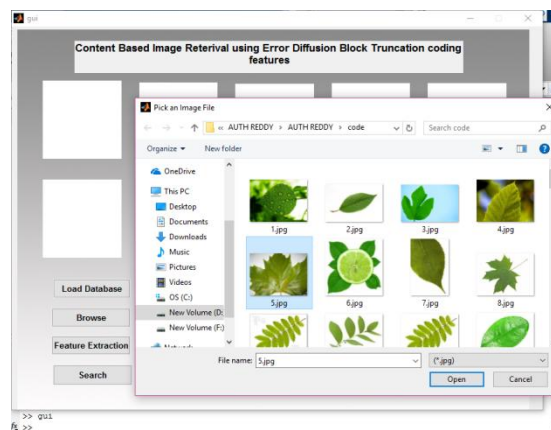 gui
Content Based Image Reterival using Error Diffusion Block Truncation coding
features
Pick an Image File
« AUTH REDDY › AUTH REDDY › code
Search code
Organize
New folder
OneDrive
This PC
Desktop
Documents
Downloads
Music
Pictures
Videos
OS (C:)
New Volume (D:
New Volume (F:)
Network
1.jpg
2.jpg
3.jpg
4.jpg
5.jpg
6.jpg
7.jpg
8.jpg
Load Database
Browse
Feature Extraction
Search
File name:
5.jpg
(*.jpg)
Open
Cancel
>> gui
fx >>